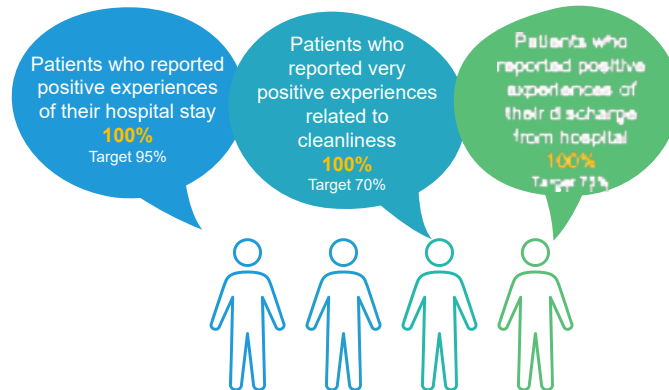 Patients who reported
positive experiences
of their hospital stay
100%
Target 95%
Patients who
reported very
positive experiences
related to
cleanliness
100%
Target 70%
Patients who
reported positive
experiences of
their discharge
from hospital
100%
Target